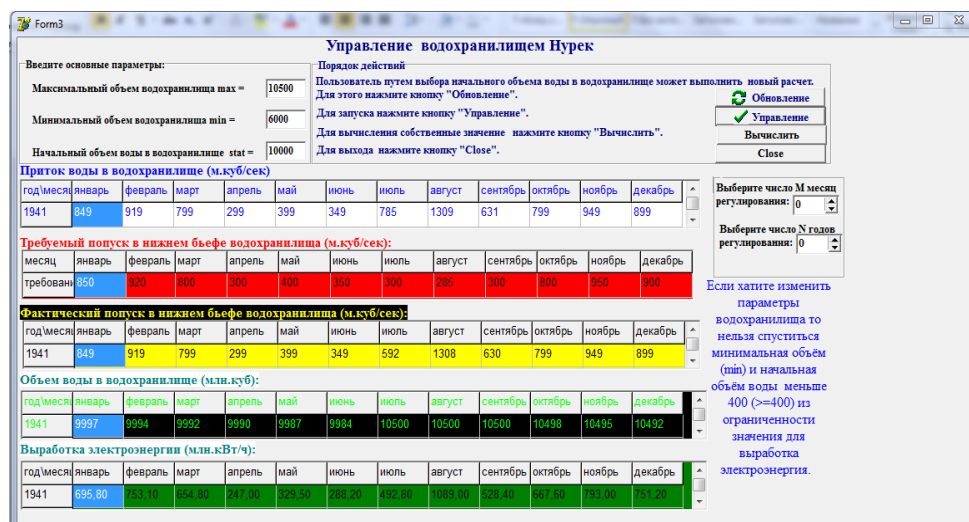 Form3
Управление водохранилищем Нурек
Введите основные параметры:
Максимальный объем водохранилища max = 10500
Минимальный объем водохранилища min = 6000
Начальный объем воды в водохранилище stat = 10000
Порядок действий
Пользователь путем выбора начального объема воды в водохранилище может выполнить новый расчет.
Для этого нажмите кнопку "Обновление".
Для запуска нажмите кнопку "Управление".
Для вычисления собственные значение нажмите кнопку "Вычислить".
Для выхода нажмите кнопку "Close".
Обновление
Управление
Вычислить
Close
Приток воды в водохранилище (м.куб/сек)
год\месяц январь февраль март апрель май июнь июль август сентябрь октябрь ноябрь декабрь
1941 849 919 799 299 399 349 785 1309 631 799 949 899
Требуемый попуск в нижнем бьефе водохранилища (м.куб/сек):
месяц январь февраль март апрель май июнь июль август сентябрь октябрь ноябрь декабрь
требовани 850 920 800 300 400 350 300 285 300 800 950 900
Фактический попуск в нижнем бьефе водохранилища (м.куб/сек):
год\месяц январь февраль март апрель май июнь июль август сентябрь октябрь ноябрь декабрь
1941 849 919 799 299 399 349 592 1308 630 799 949 899
Объем воды в водохранилище (млн.куб):
год\месяц январь февраль март апрель май июнь июль август сентябрь октябрь ноябрь декабрь
1941 9997 9994 9992 9990 9987 9984 10500 10500 10500 10498 10495 10492
Выработка электроэнергии (млн.кВт/ч):
год\месяц январь февраль март апрель май июнь июль август сентябрь октябрь ноябрь декабрь
1941 695,80 753,10 654,80 247,00 329,50 288,20 492,80 1089,00 528,40 667,60 793,00 751,20
Выберите число М месяц
регулирования: 0
Выберите число N годов
регулирования: 0
Если хатите изменить
параметры
водохранилища то
нельзя спуститься
минимальная объём
(min) и начальная
объём воды меньше
400 (>=400) из
ограниченности
значения для
выработка
электроэнергия.